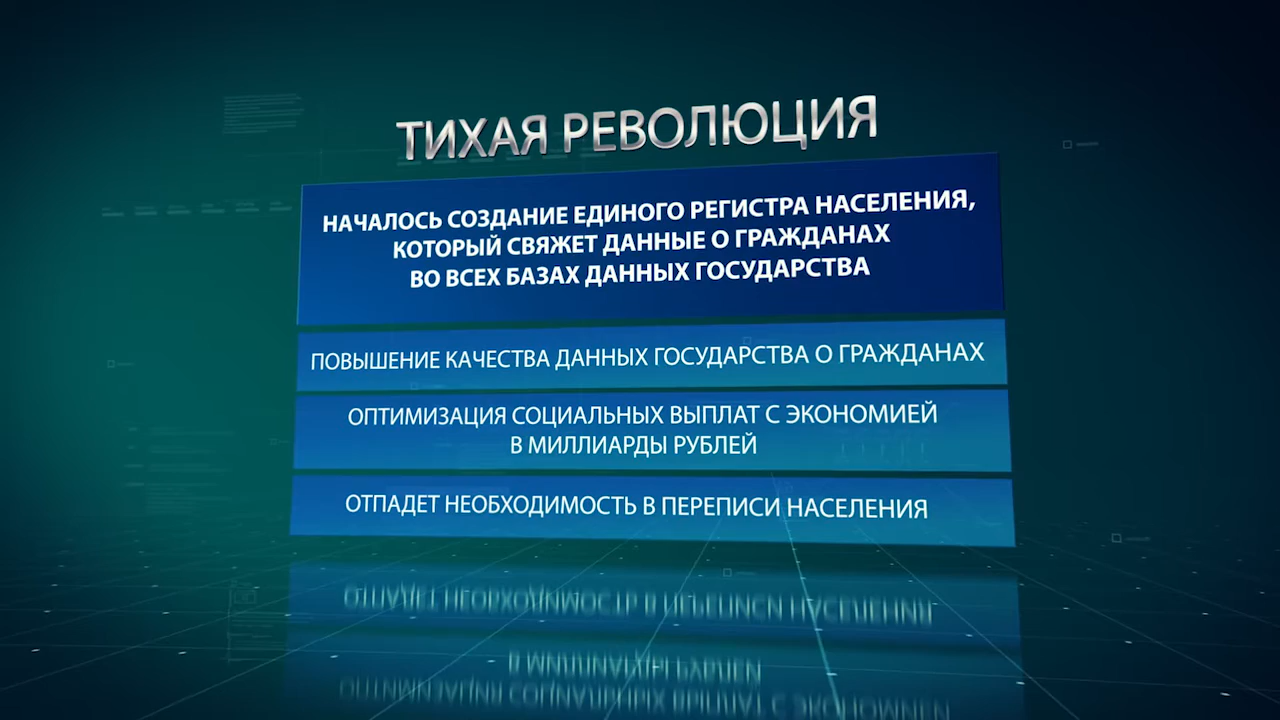 ТИХАЯ РЕВОЛЮЦИЯ
НАЧАЛОСЬ СОЗДАНИЕ ЕДИНОГО РЕГИСТРА НАСЕЛЕНИЯ,
КОТОРЫЙ СВЯЖЕТ ДАННЫЕ О ГРАЖДАНАХ
ВО ВСЕХ БАЗАХ ДАННЫХ ГОСУДАРСТВА
ПОВЫШЕНИЕ КАЧЕСТВА ДАННЫХ ГОСУДАРСТВА О ГРАЖДАНАХ
ОПТИМИЗАЦИЯ СОЦИАЛЬНЫХ ВЫПЛАТ С ЭКОНОМИЕЙ
В МИЛЛИАРДЫ РУБЛЕЙ
ОТПАДЕТ НЕОБХОДИМОСТЬ В ПЕРЕПИСИ НАСЕЛЕНИЯ